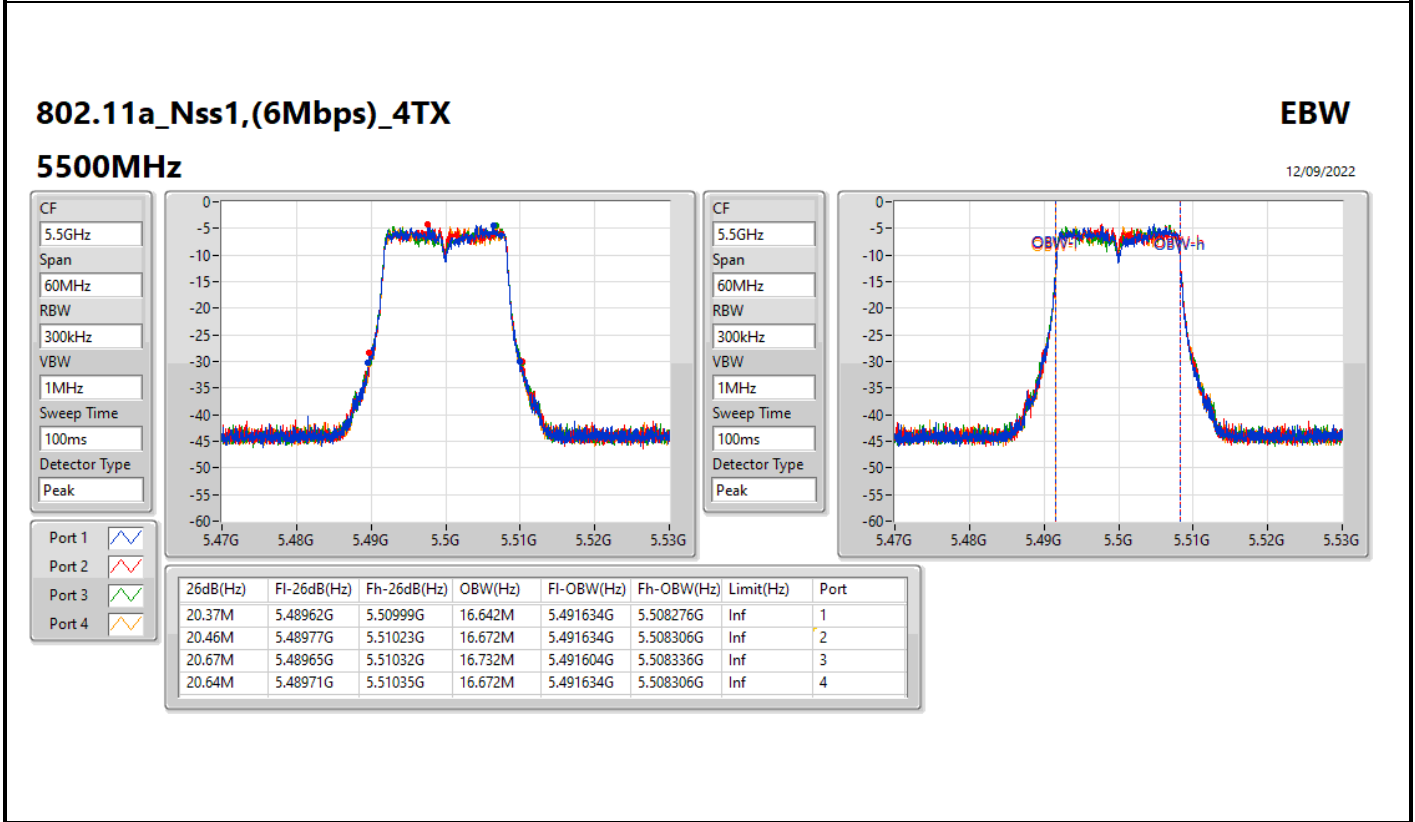 802.11a_Nss1,(6Mbps)_4TX
EBW
5500MHz
12/09/2022
CF
5.5GHz
Span
60MHz
RBW
300kHz
VBW
1MHz
Sweep Time
100ms
Detector Type
Peak
0
-5
-10
-15
-20
-25
-30
-35
-40
-45
-50
-55
-60
5.47G 5.48G 5.49G 5.5G 5.51G 5.52G 5.53G
CF
5.5GHz
Span
60MHz
RBW
300kHz
VBW
1MHz
Sweep Time
100ms
Detector Type
Peak
0
-5
-10
-15
-20
-25
-30
-35
-40
-45
-50
-55
-60
OBW-l OBW-h
5.47G 5.48G 5.49G 5.5G 5.51G 5.52G 5.53G
Port 1
Port 2
Port 3
Port 4
26dB(Hz) Fl-26dB(Hz) Fh-26dB(Hz) OBW(Hz) Fl-OBW(Hz) Fh-OBW(Hz) Limit(Hz) Port
20.37M 5.48962G 5.50999G 16.642M 5.491634G 5.508276G Inf 1
20.46M 5.48977G 5.51023G 16.672M 5.491634G 5.508306G Inf 2
20.67M 5.48965G 5.51032G 16.732M 5.491604G 5.508336G Inf 3
20.64M 5.48971G 5.51035G 16.672M 5.491634G 5.508306G Inf 4